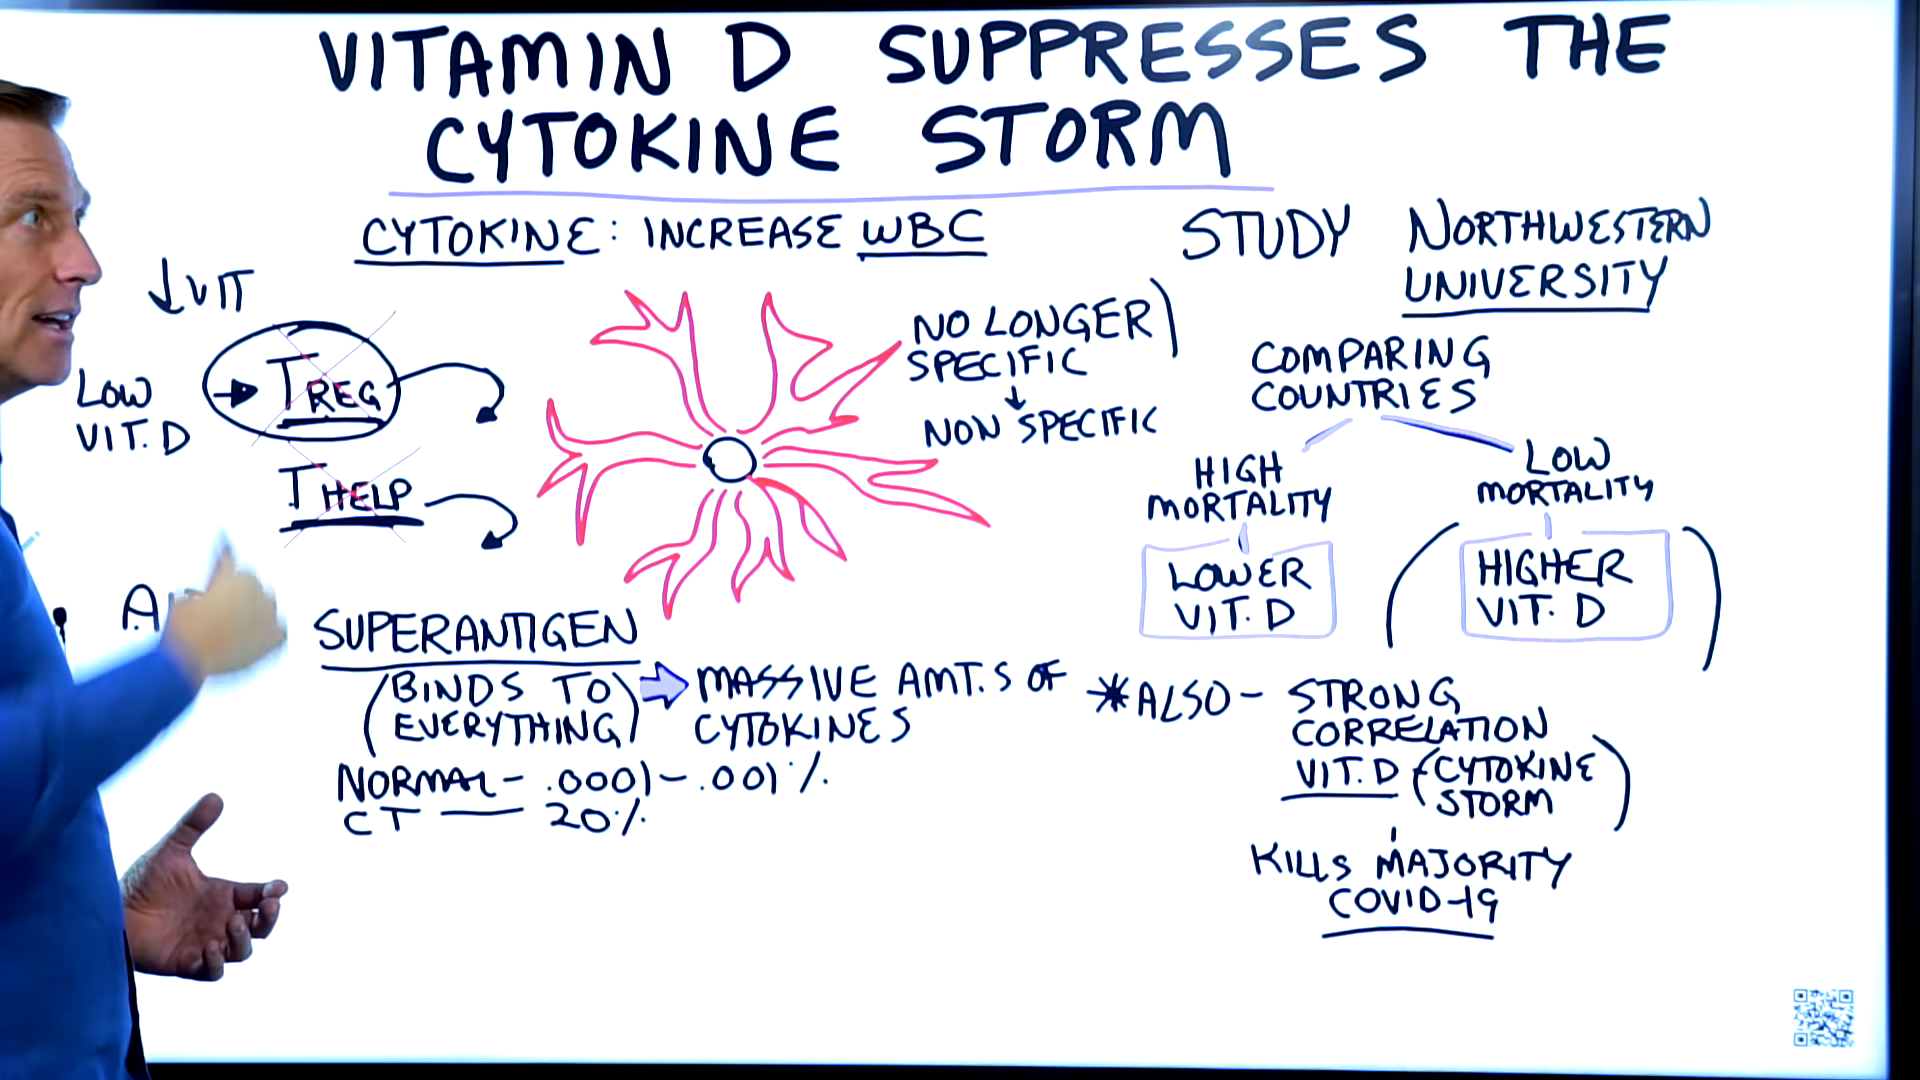 VITAMIN D SUPPRESSES THE
CYTOKINE STORM
CYTOKINE: INCREASE WBC
↓VIT
LOW
VIT. D
→ TREG
THELP
NO LONGER
SPECIFIC
↓
NON SPECIFIC
SUPERANTIGEN
(BINDS TO
EVERYTHING)
MASSIVE AMT.S OF
CYTOKINES
NORMAL - .0001 - .001%
CT — 20%
STUDY NORTHWESTERN
UNIVERSITY
COMPARING
COUNTRIES
HIGH
MORTALITY
LOWER
VIT. D
LOW
MORTALITY
(HIGHER
VIT. D)
*ALSO - STRONG
CORRELATION
VIT. D - (CYTOKINE
STORM)
KILLS MAJORITY
COVID-19